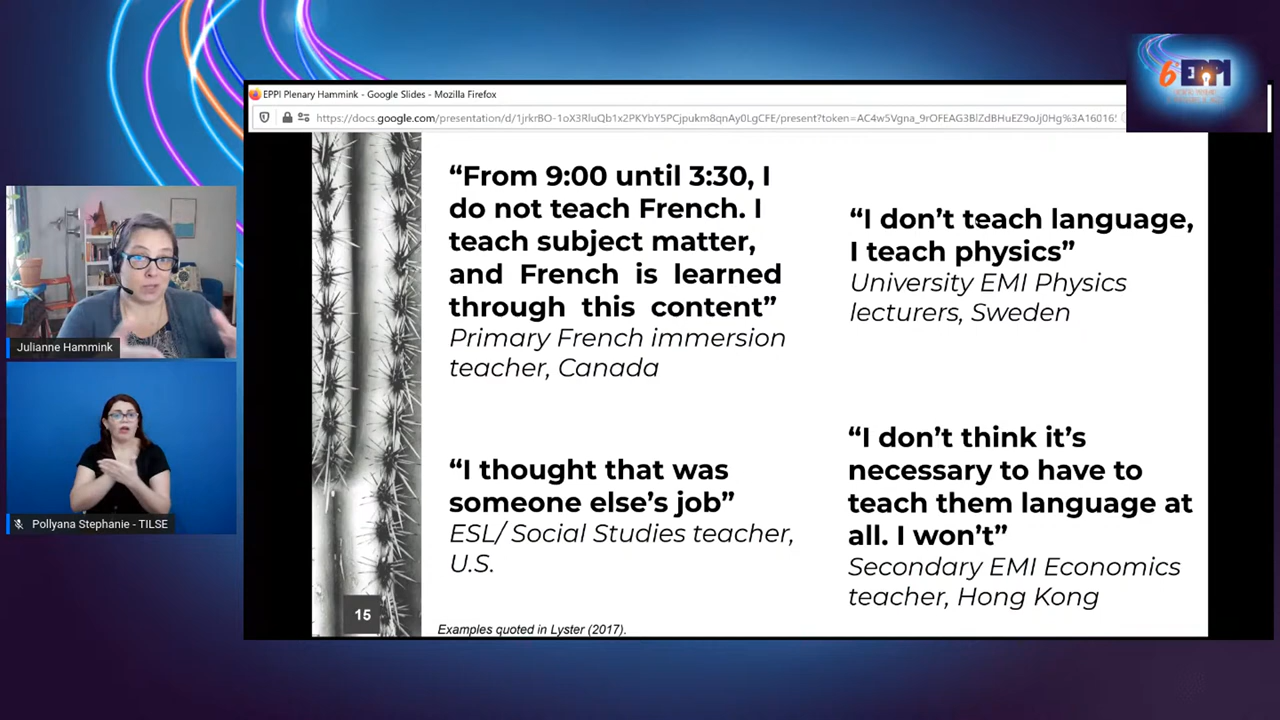 6º EPPI
EPPI Plenary Hammink - Google Slides - Mozilla Firefox
“From 9:00 until 3:30, I
do not teach French. I
teach subject matter,
and French is learned
through this content”
Primary French immersion
teacher, Canada
“I don’t teach language,
I teach physics”
University EMI Physics
lecturers, Sweden
“I thought that was
someone else’s job”
ESL/ Social Studies teacher,
U.S.
“I don’t think it’s
necessary to have to
teach them language at
all. I won’t”
Secondary EMI Economics
teacher, Hong Kong
15
Examples quoted in Lyster (2017).
Julianne Hammink
Pollyana Stephanie - TILSE